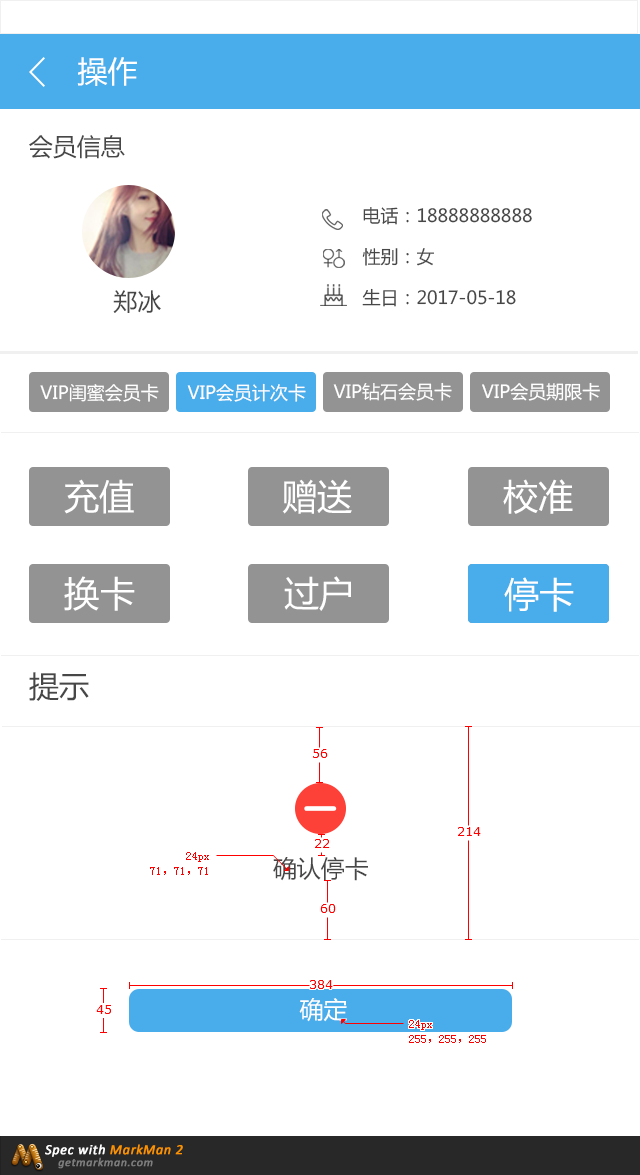 操作
会员信息
电话：18888888888
性别：女
郑冰
生日：2017-05-18
VIP闺蜜会员卡 VIP会员计次卡 VIP钻石会员卡 VIP会员期限卡
充值 赠送 校准
换卡 过户 停卡
提示
56
214
22
24px
71, 71, 71
确认停卡
60
384
45
确定
24px
255, 255, 255
Spec with MarkMan 2
getmarkman.com